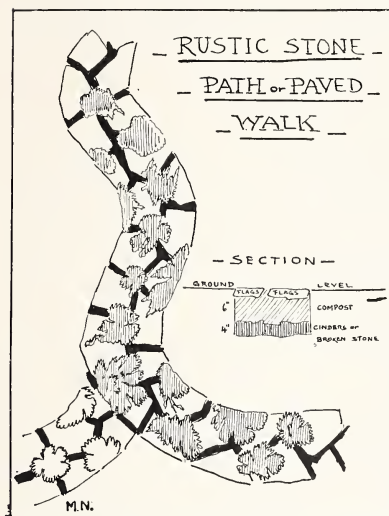 RUSTIC STONE
PATH or PAVED
WALK
- SECTION -
GROUND LEVEL
FLAGS FLAGS
6" COMPOST
4" CINDERS or
BROKEN STONE
M.N.